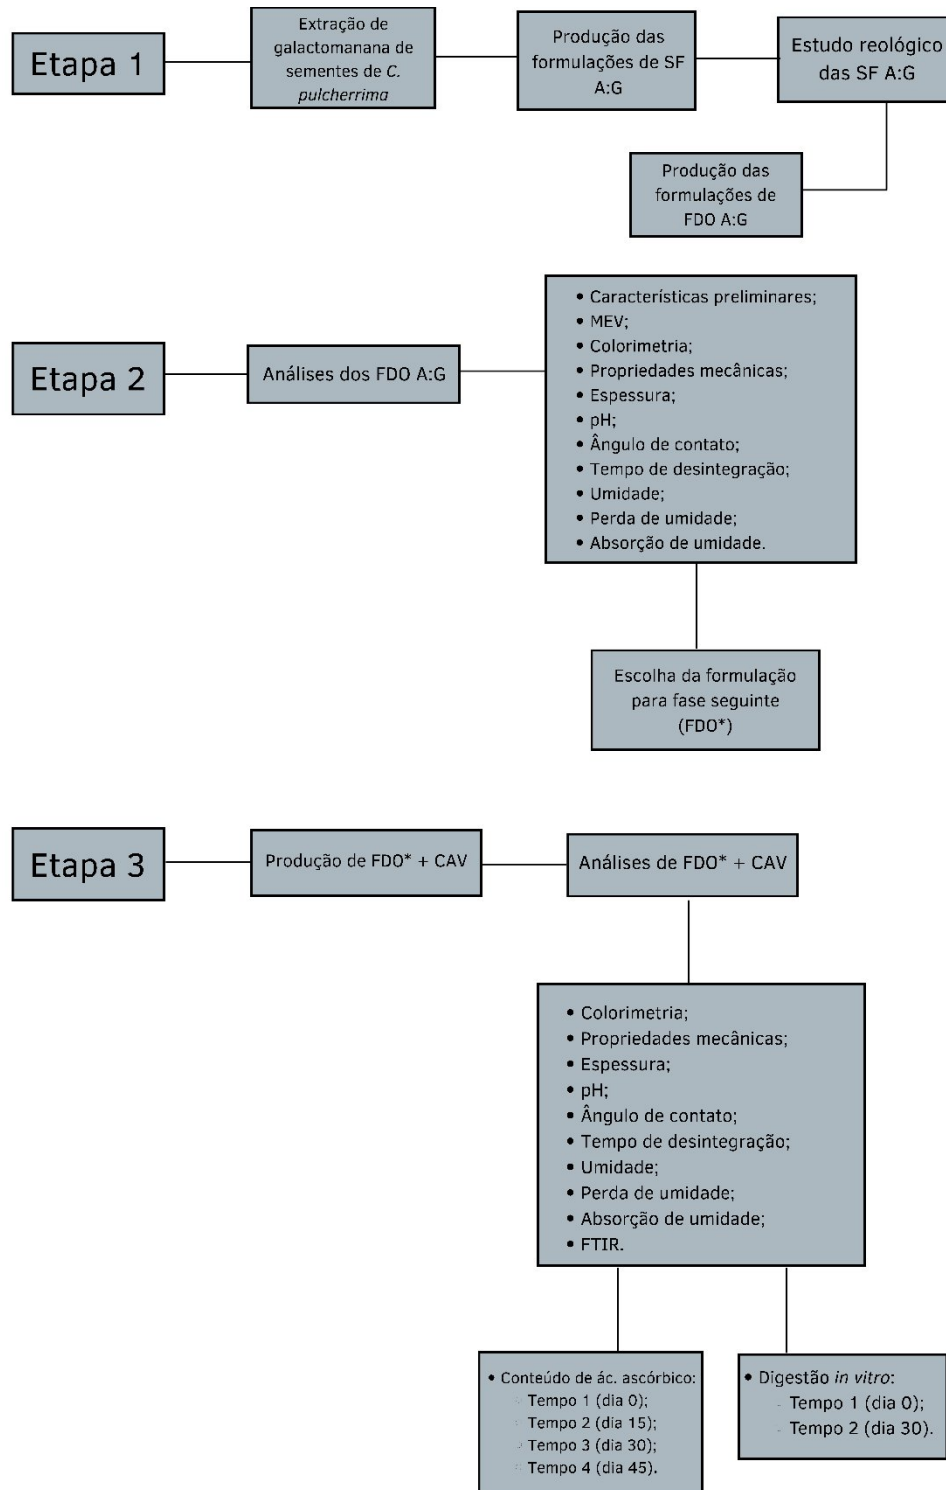 Etapa 1
Extração de
galactomanana de
sementes de C.
pulcherrima
Produção das
formulações de SF
A:G
Estudo reológico
das SF A:G
Produção das
formulações de
FDO A:G
Etapa 2
Análises dos FDO A:G
• Características preliminares;
• MEV;
• Colorimetria;
• Propriedades mecânicas;
• Espessura;
• pH;
• Ângulo de contato;
• Tempo de desintegração;
• Umidade;
• Perda de umidade;
• Absorção de umidade.
Escolha da formulação
para fase seguinte
(FDO*)
Etapa 3
Produção de FDO* + CAV
Análises de FDO* + CAV
• Colorimetria;
• Propriedades mecânicas;
• Espessura;
• pH;
• Ângulo de contato;
• Tempo de desintegração;
• Umidade;
• Perda de umidade;
• Absorção de umidade;
• FTIR.
• Conteúdo de ác. ascórbico:
Tempo 1 (dia 0);
Tempo 2 (dia 15);
Tempo 3 (dia 30);
Tempo 4 (dia 45).
• Digestão in vitro:
- Tempo 1 (dia 0);
- Tempo 2 (dia 30).